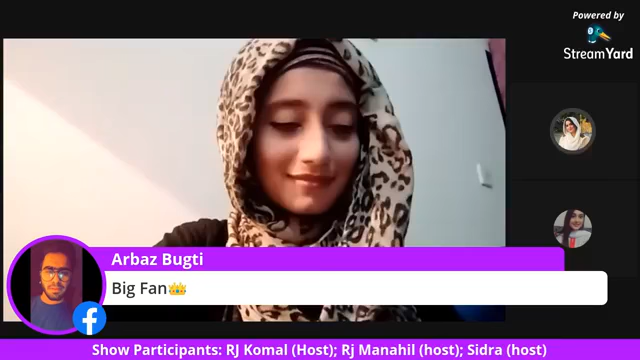 Powered by
StreamYard
Arbaz Bugti
Big Fan👑
Show Participants: RJ Komal (Host); Rj Manahil (host); Sidra (host)